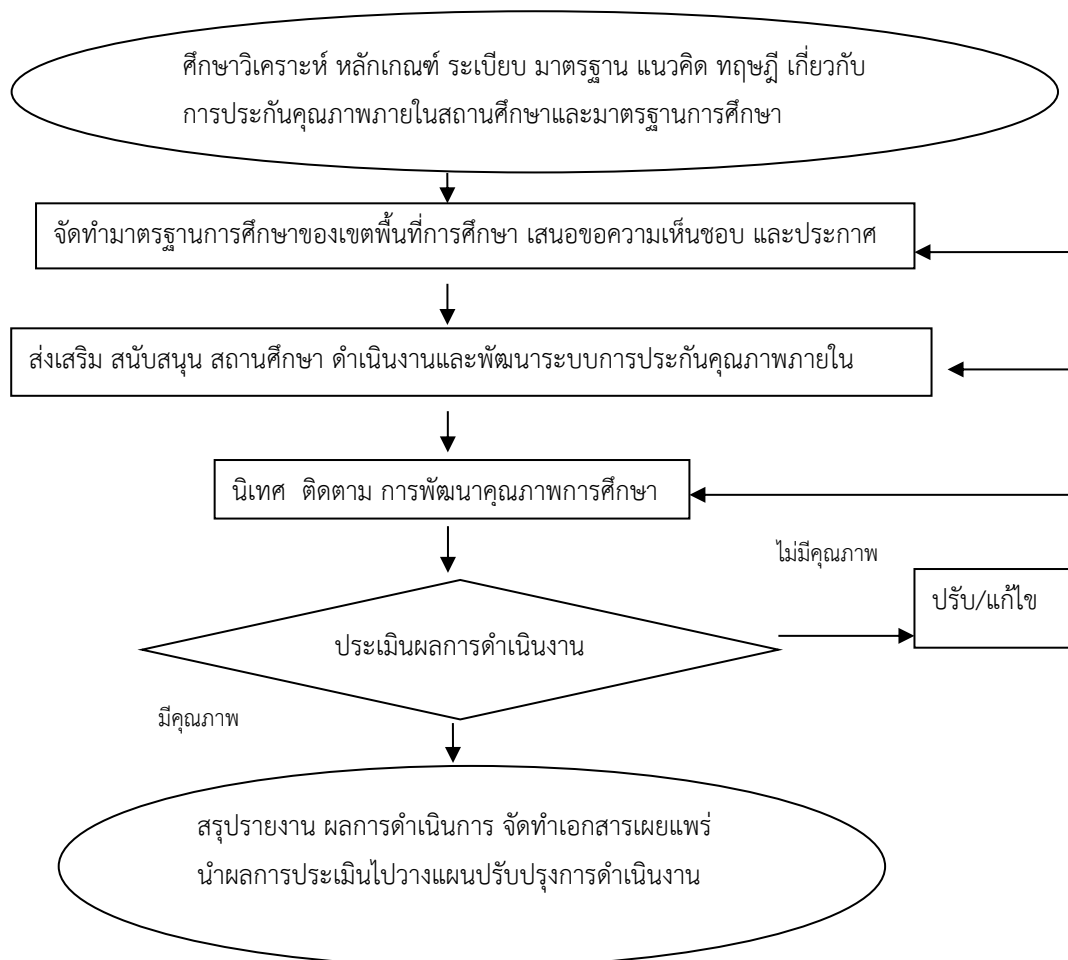 ศึกษาวิเคราะห์ หลักเกณฑ์ ระเบียบ มาตรฐาน แนวคิด ทฤษฎี เกี่ยวกับ
การประกันคุณภาพภายในสถานศึกษาและมาตรฐานการศึกษา
จัดทำมาตรฐานการศึกษาของเขตพื้นที่การศึกษา เสนอขอความเห็นชอบ และประกาศ
ส่งเสริม สนับสนุน สถานศึกษา ดำเนินงานและพัฒนาระบบการประกันคุณภาพภายใน
นิเทศ ติดตาม การพัฒนาคุณภาพการศึกษา
ไม่มีคุณภาพ
ปรับ/แก้ไข
ประเมินผลการดำเนินงาน
มีคุณภาพ
สรุปรายงาน ผลการดำเนินการ จัดทำเอกสารเผยแพร่
นำผลการประเมินไปวางแผนปรับปรุงการดำเนินงาน